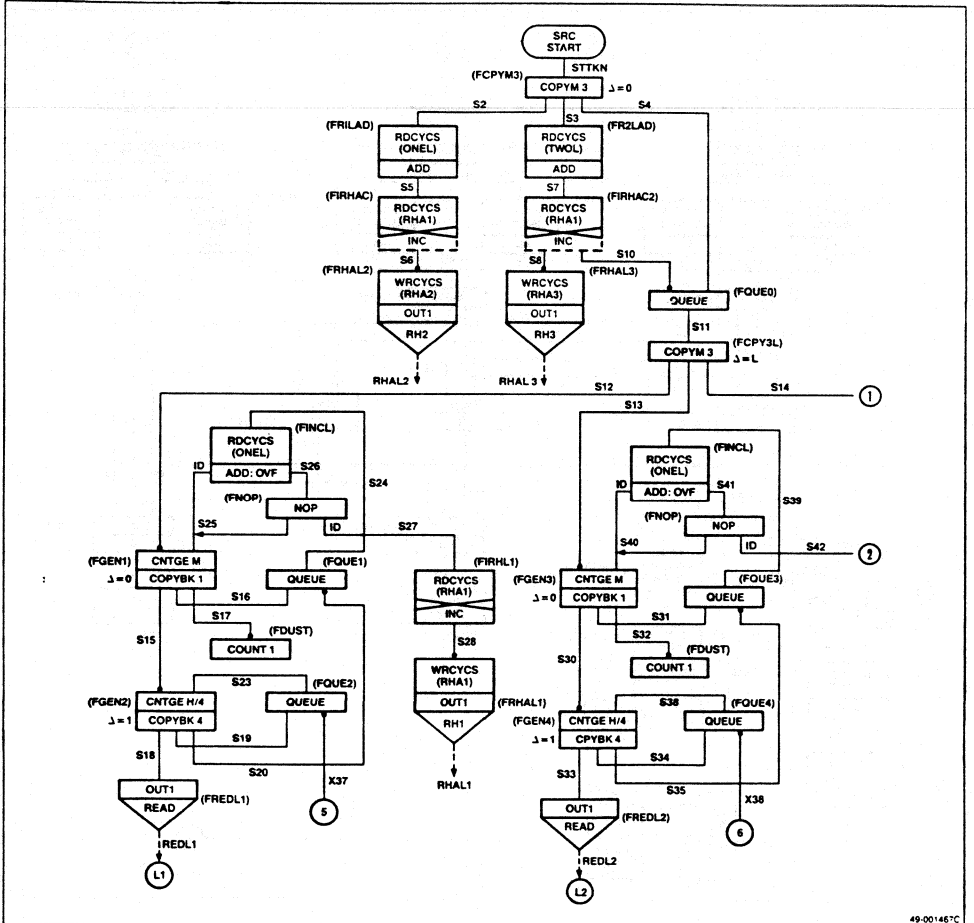 SRC
START
STTKN
(FCPYM3)
COPYM 3
⊿ = 0
S2
S3
S4
(FRILAD)
RDCYCS
(ONEL)
ADD
RDCYCS
(TWOL)
ADD
(FR2LAD)
S5
S7
(FIRHAC)
RDCYCS
(RHA1)
INC
RDCYCS
(RHA1)
INC
(FIRHAC2)
S6
S8
S10
(FRHAL2)
WRCYCS
(RHA2)
OUT1
RH2
WRCYCS
(RHA3)
OUT1
RH3
(FRHAL3)
QUEUE
(FQUE0)
S11
(FCPY3L)
COPYM 3
⊿ = L
RHAL2
RHAL 3
S12
S13
S14
1
(FINCL)
RDCYCS
(ONEL)
ID
ADD: OVF
S26
S24
(FNOP)
NOP
S25
ID
S27
(FGEN1)
CNTGE M
COPYBK 1
⊿ = 0
(FQUE1)
QUEUE
S16
S17
S15
(FDUST)
COUNT 1
S23
(FQUE2)
(FGEN2)
CNTGE H/4
COPYBK 4
⊿ = 1
QUEUE
S19
S18
S20
X37
OUT1
READ
(FREDL1)
5
REDL1
L1
(FIRHL1)
RDCYCS
(RHA1)
INC
S28
WRCYCS
(RHA1)
OUT1
RH1
(FRHAL1)
RHAL1
(FINCL)
RDCYCS
(ONEL)
ID
ADD: OVF
S41
S39
(FNOP)
NOP
S40
ID
S42
2
(FGEN3)
CNTGE M
COPYBK 1
⊿ = 0
(FQUE3)
QUEUE
S31
S32
S30
(FDUST)
COUNT 1
S38
(FQUE4)
(FGEN4)
CNTGE H/4
CPYBK 4
⊿ = 1
QUEUE
S34
S33
S35
X38
OUT1
READ
(FREDL2)
6
REDL2
L2
49-001467C